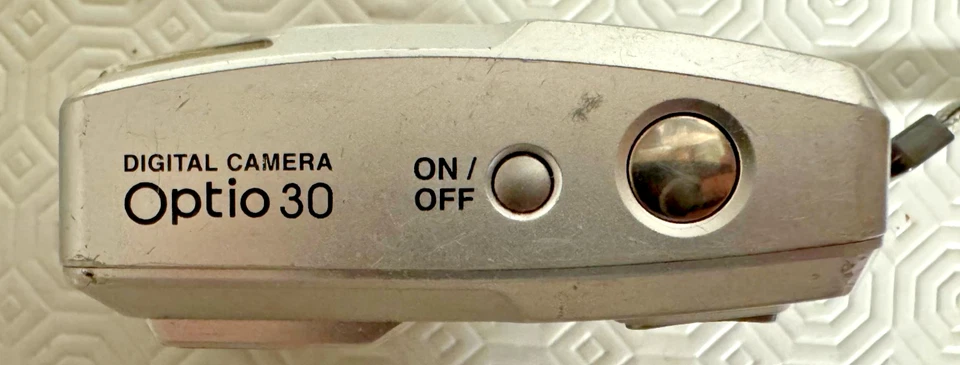 DIGITAL CAMERA
Optio 30
ON /
OFF